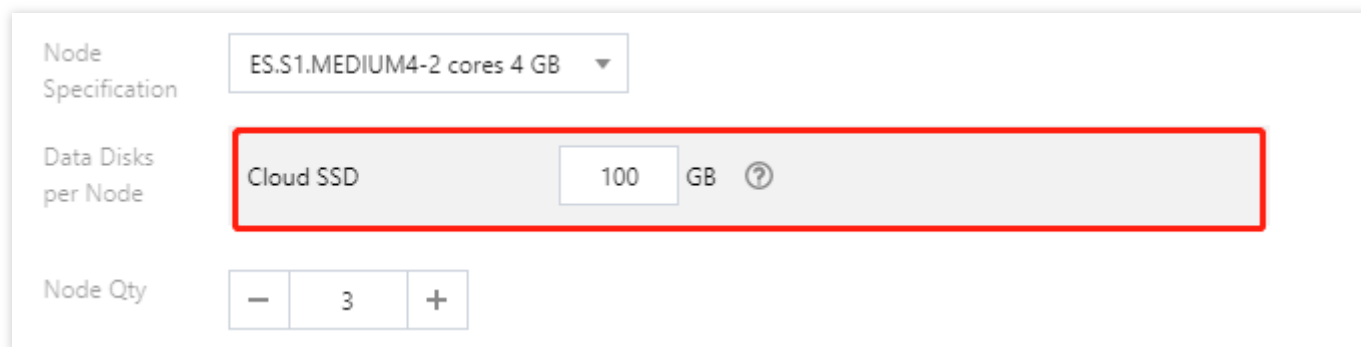 Node
Specification
ES.S1.MEDIUM4-2 cores 4 GB
Data Disks
per Node
Cloud SSD 100 GB ?
Node Qty
− 3 +